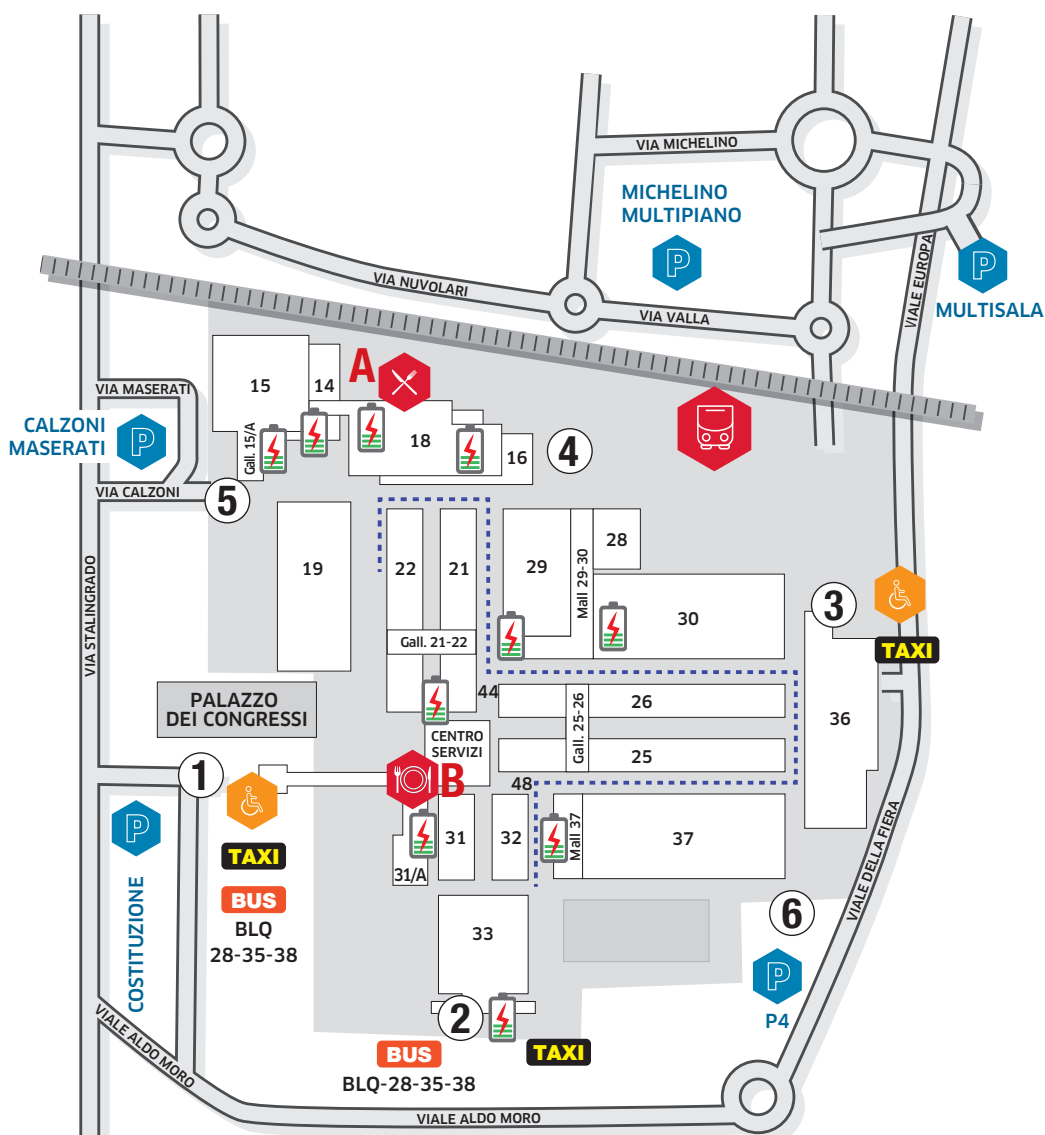 VIA MICHELINO
MICHELINO
MULTIPIANO
P
P
VIA NUVOLARI
VIA VALLA
VIALE EUROPA
MULTISALA
VIA MASERATI
15
14
A
CALZONI
MASERATI
P
Gall. 15/A
18
16
4
VIA CALZONI
5
VIA STALINGRADO
19
22
21
29
Mall 29-30
28
30
3
Gall. 21-22
TAXI
PALAZZO
DEI CONGRESSI
44
26
Gall. 25-26
36
CENTRO
SERVIZI
25
1
B
48
P
TAXI
31
32
Mall 37
37
31/A
BUS
BLQ
28-35-38
COSTITUZIONE
VIALE DELLA FIERA
33
6
P
P4
VIALE ALDO MORO
2
BUS
TAXI
BLQ-28-35-38
VIALE ALDO MORO